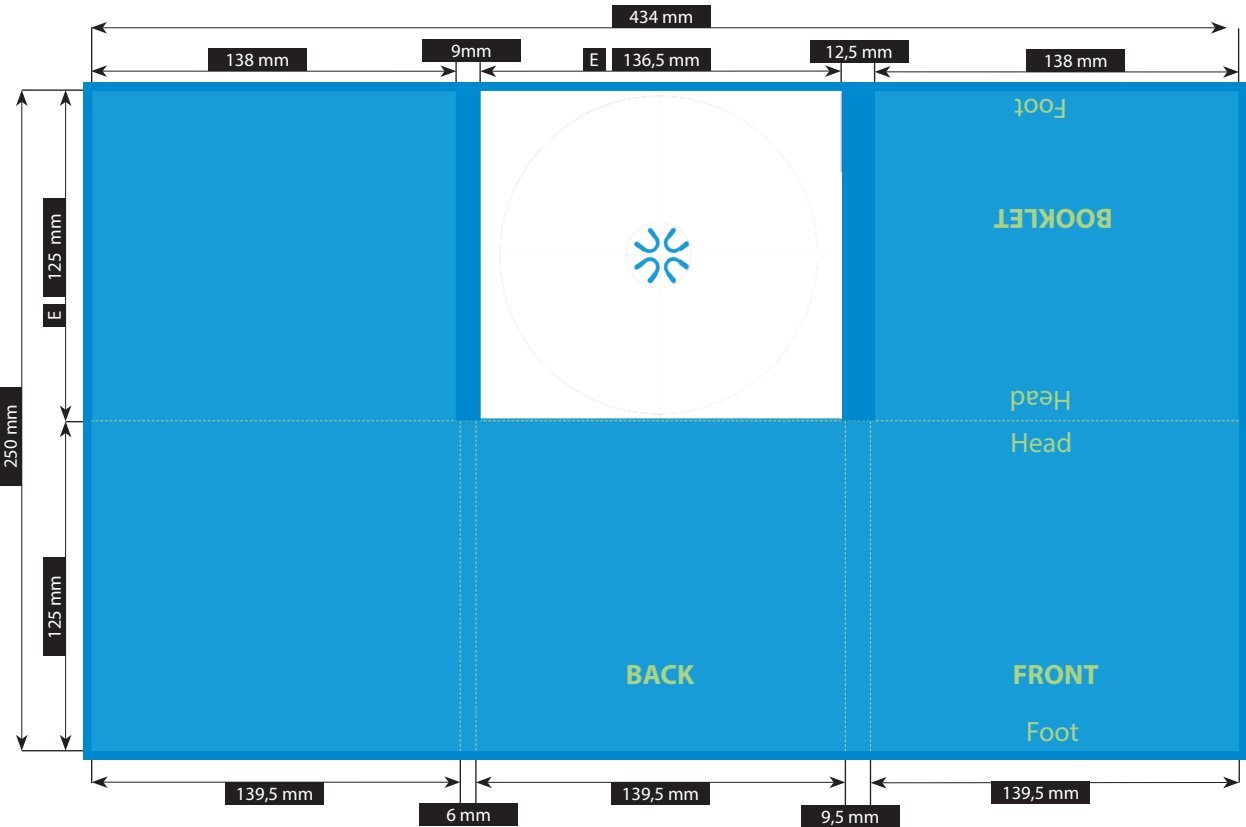 434 mm
138 mm
9mm
E 136,5 mm
12,5 mm
138 mm
Foot
BOOKLET
125 mm
E
Head
Head
250 mm
125 mm
BACK
FRONT
Foot
139,5 mm
6 mm
139,5 mm
9,5 mm
139,5 mm